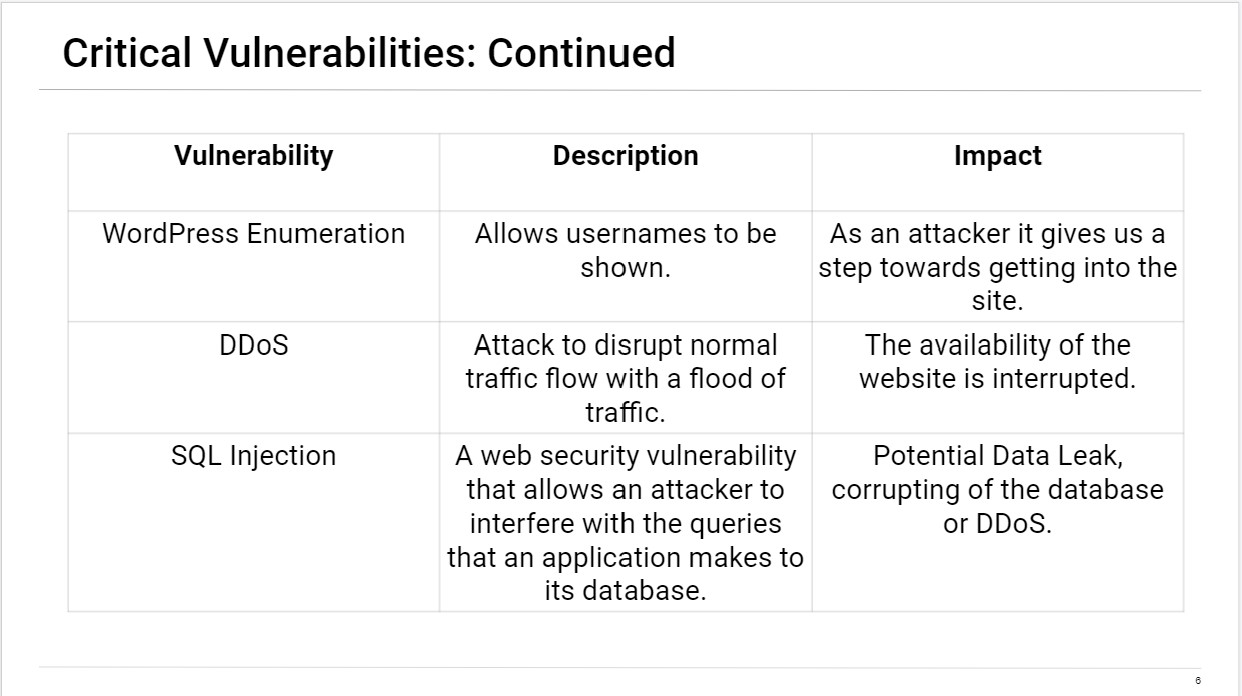 Critical Vulnerabilities: Continued
Vulnerability
Description
Impact
WordPress Enumeration
Allows usernames to be
shown.
As an attacker it gives us a
step towards getting into the
site.
DDoS
Attack to disrupt normal
traffic flow with a flood of
traffic.
The availability of the
website is interrupted.
SQL Injection
A web security vulnerability
that allows an attacker to
interfere with the queries
that an application makes to
its database.
Potential Data Leak,
corrupting of the database
or DDoS.
6